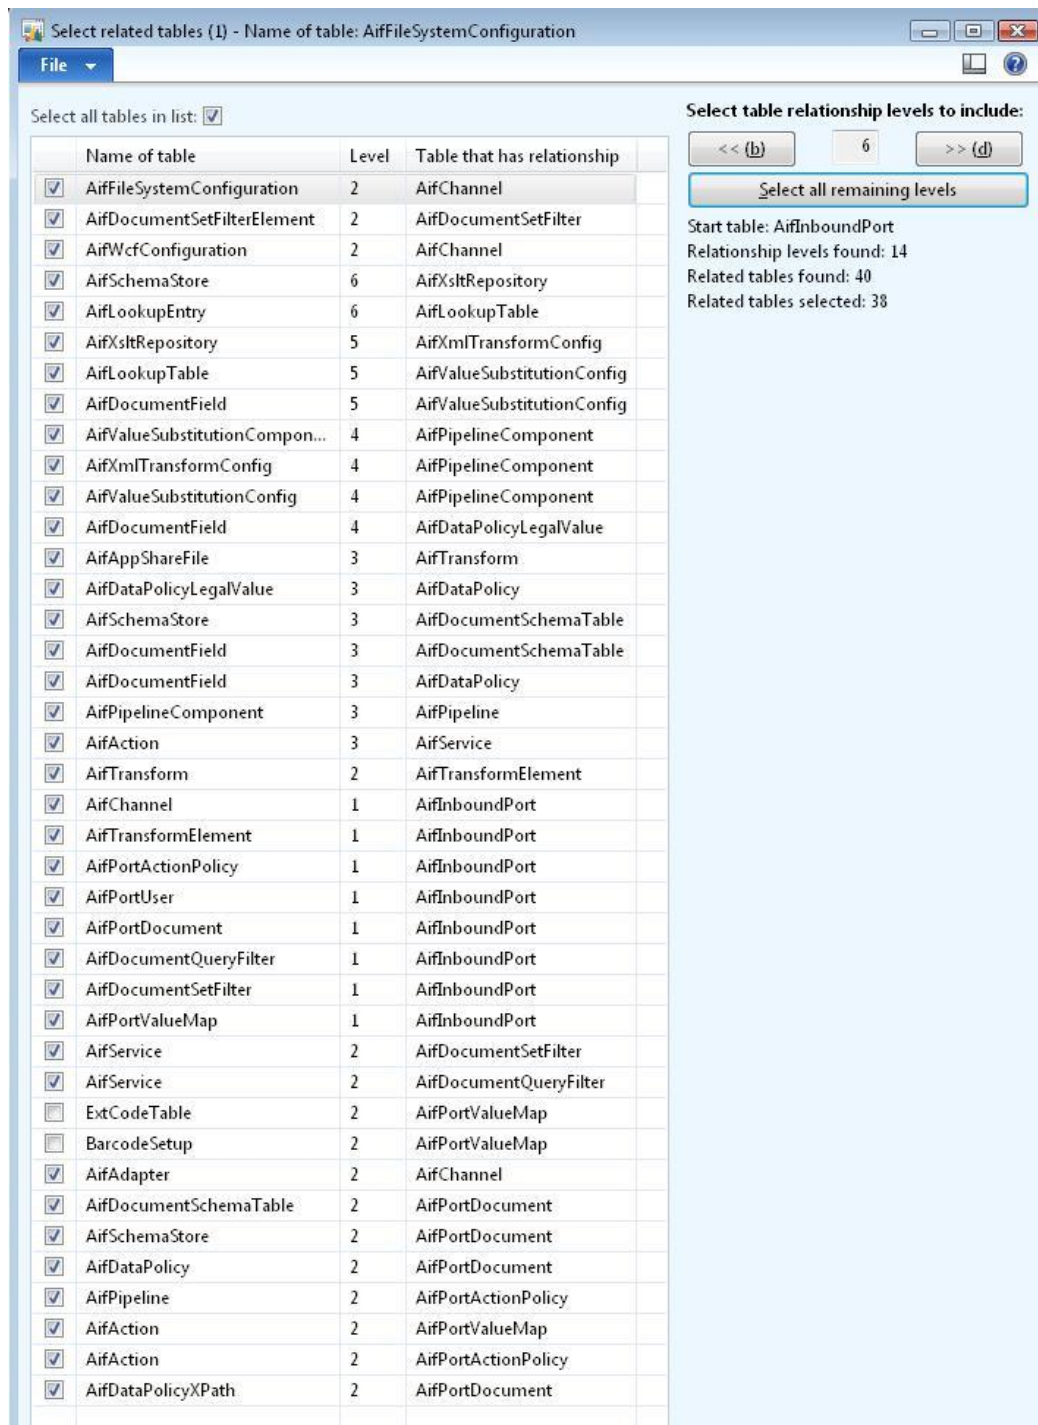 Select related tables (1) - Name of table: AifFileSystemConfiguration
File
Select all tables in list:
Name of table Level Table that has relationship
AifFileSystemConfiguration 2 AifChannel
AifDocumentSetFilterElement 2 AifDocumentSetFilter
AifWcfConfiguration 2 AifChannel
AifSchemaStore 6 AifXsltRepository
AifLookupEntry 6 AifLookupTable
AifXsltRepository 5 AifXmlTransformConfig
AifLookupTable 5 AifValueSubstitutionConfig
AifDocumentField 5 AifValueSubstitutionConfig
AifValueSubstitutionCompon... 4 AifPipelineComponent
AifXmlTransformConfig 4 AifPipelineComponent
AifValueSubstitutionConfig 4 AifPipelineComponent
AifDocumentField 4 AifDataPolicyLegalValue
AifAppShareFile 3 AifTransform
AifDataPolicyLegalValue 3 AifDataPolicy
AifSchemaStore 3 AifDocumentSchemaTable
AifDocumentField 3 AifDocumentSchemaTable
AifDocumentField 3 AifDataPolicy
AifPipelineComponent 3 AifPipeline
AifAction 3 AifService
AifTransform 2 AifTransformElement
AifChannel 1 AifInboundPort
AifTransformElement 1 AifInboundPort
AifPortActionPolicy 1 AifInboundPort
AifPortUser 1 AifInboundPort
AifPortDocument 1 AifInboundPort
AifDocumentQueryFilter 1 AifInboundPort
AifDocumentSetFilter 1 AifInboundPort
AifPortValueMap 1 AifInboundPort
AifService 2 AifDocumentSetFilter
AifService 2 AifDocumentQueryFilter
ExtCodeTable 2 AifPortValueMap
BarcodeSetup 2 AifPortValueMap
AifAdapter 2 AifChannel
AifDocumentSchemaTable 2 AifPortDocument
AifSchemaStore 2 AifPortDocument
AifDataPolicy 2 AifPortDocument
AifPipeline 2 AifPortActionPolicy
AifAction 2 AifPortValueMap
AifAction 2 AifPortActionPolicy
AifDataPolicyXPath 2 AifPortDocument
Select table relationship levels to include:
<< (b) 6 >> (d)
Select all remaining levels
Start table: AifInboundPort
Relationship levels found: 14
Related tables found: 40
Related tables selected: 38